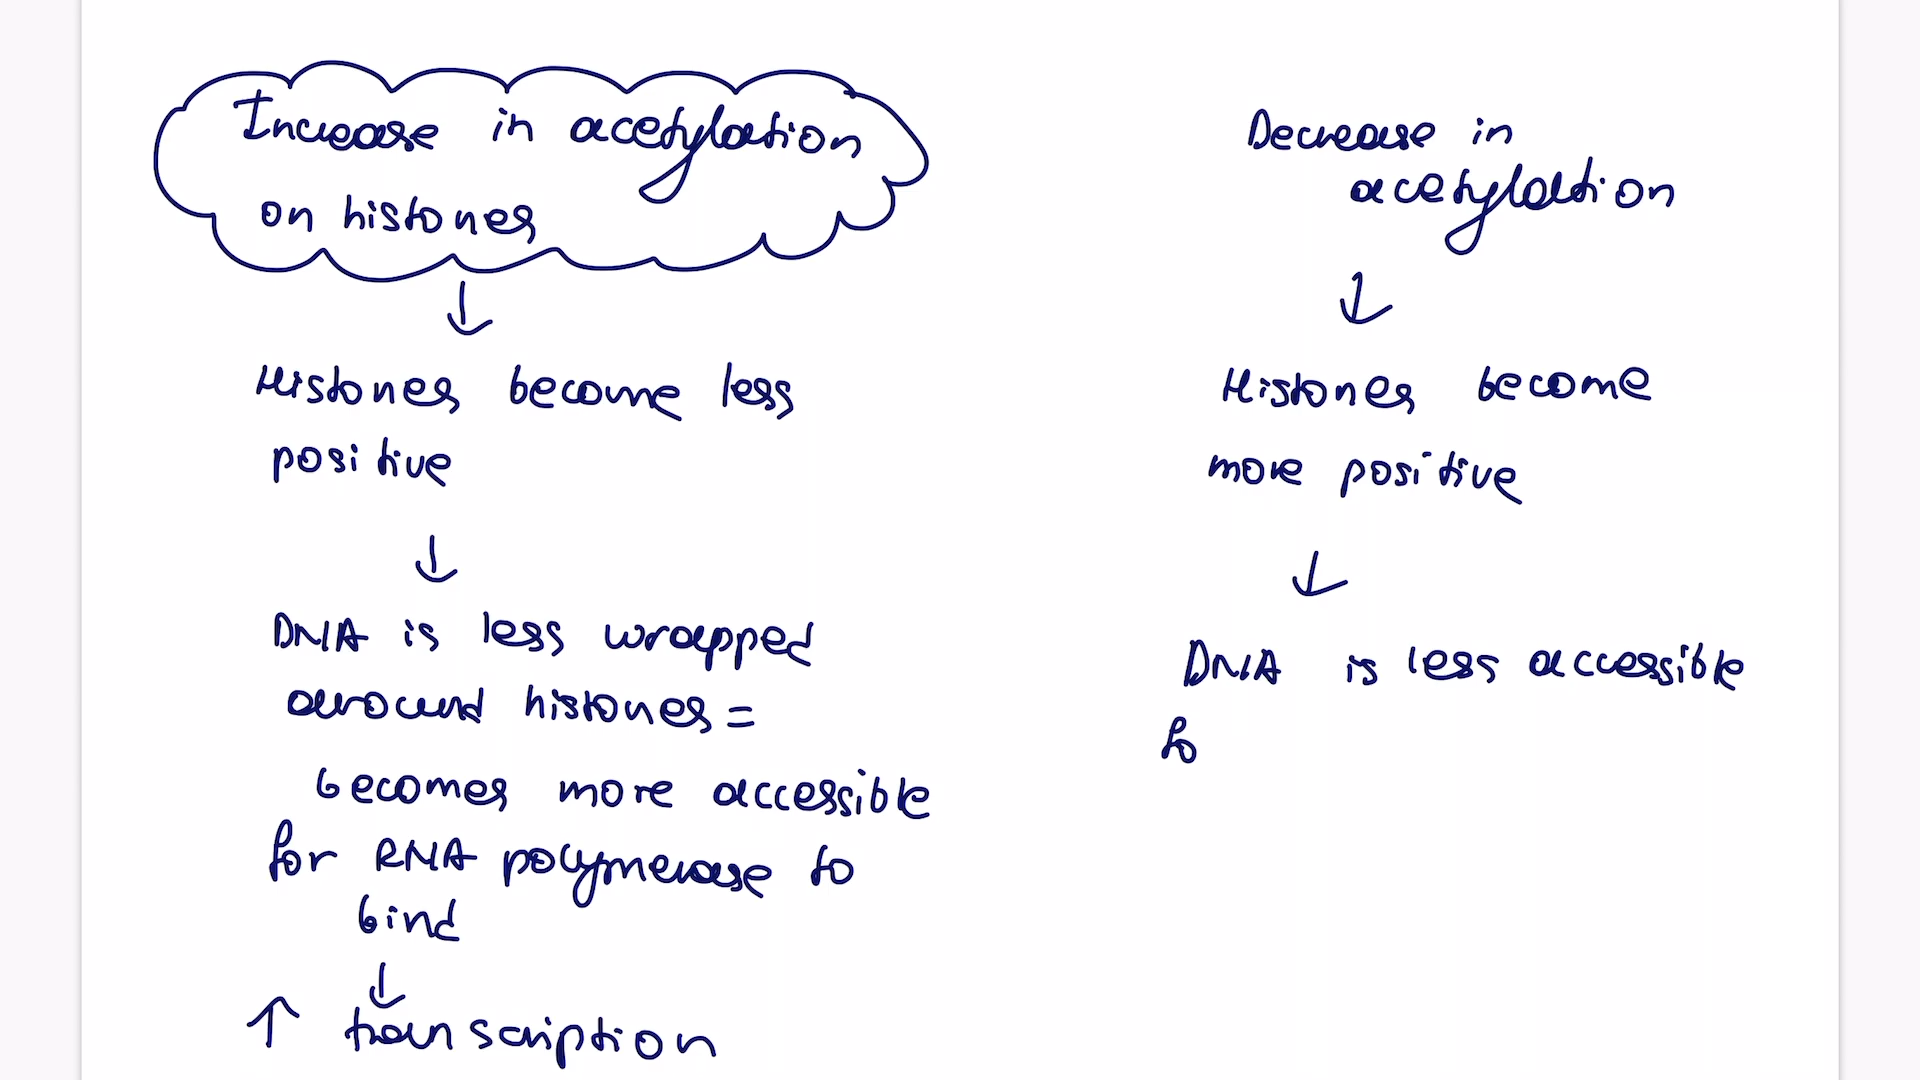 Increase in acetylation
on histones
↓
Histones become less
positive
↓
DNA is less wrapped
around histones =
becomes more accessible
for RNA polymerase to
bind
↓
↑ transcription
Decrease in
acetylation
↓
Histones become
more positive
↓
DNA is less accessible
fo